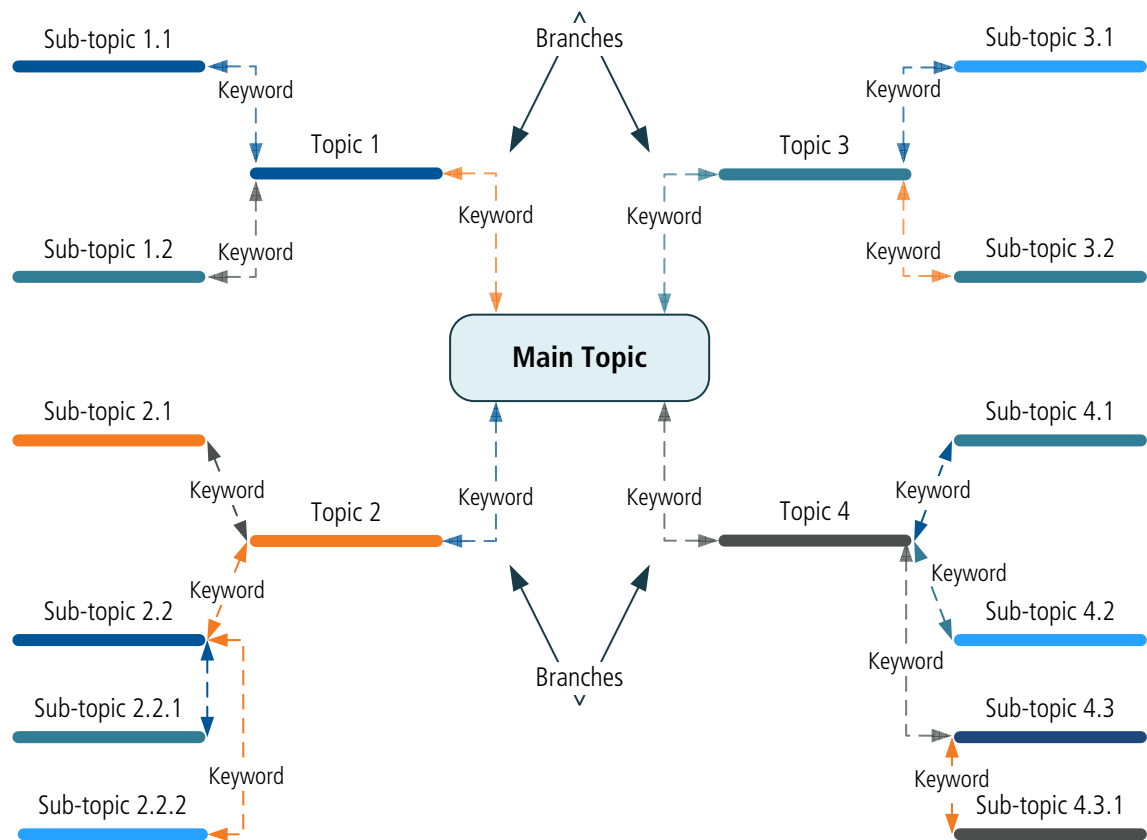 Sub-topic 1.1
Branches
Sub-topic 3.1
Keyword
Keyword
Topic 1
Topic 3
Keyword
Keyword
Sub-topic 1.2
Keyword
Keyword
Sub-topic 3.2
Main Topic
Sub-topic 2.1
Sub-topic 4.1
Keyword
Keyword
Keyword
Keyword
Topic 2
Topic 4
Keyword
Keyword
Sub-topic 2.2
Sub-topic 4.2
Keyword
Branches
Sub-topic 2.2.1
Sub-topic 4.3
Keyword
Keyword
Sub-topic 2.2.2
Sub-topic 4.3.1